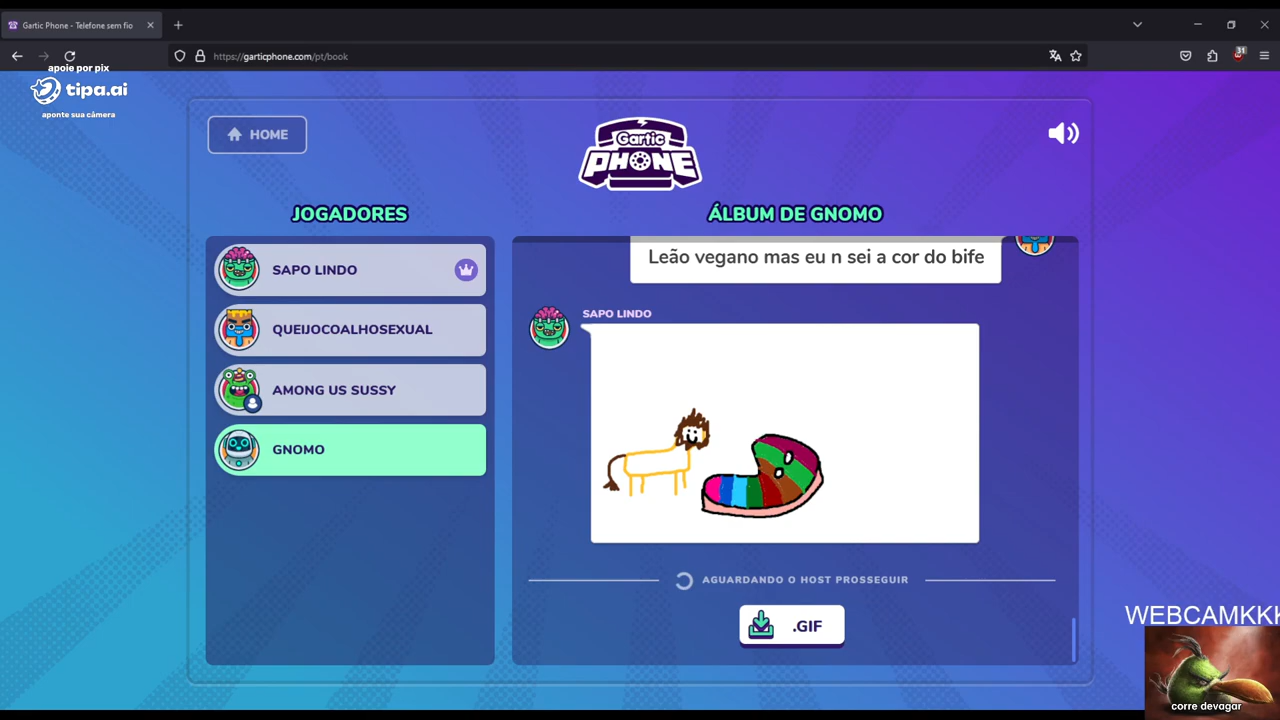 Gartic Phone - Telefone sem fio
https://garticphone.com/pt/book
31
apoie por pix
tipa.ai
aponte sua câmera
HOME
Gartic
PHONE
JOGADORES
ÁLBUM DE GNOMO
SAPO LINDO
QUEIJOCOALHOSEXUAL
AMONG US SUSSY
GNOMO
Leão vegano mas eu n sei a cor do bife
SAPO LINDO
AGUARDANDO O HOST PROSSEGUIR
.GIF
WEBCAMKKK
corre devagar